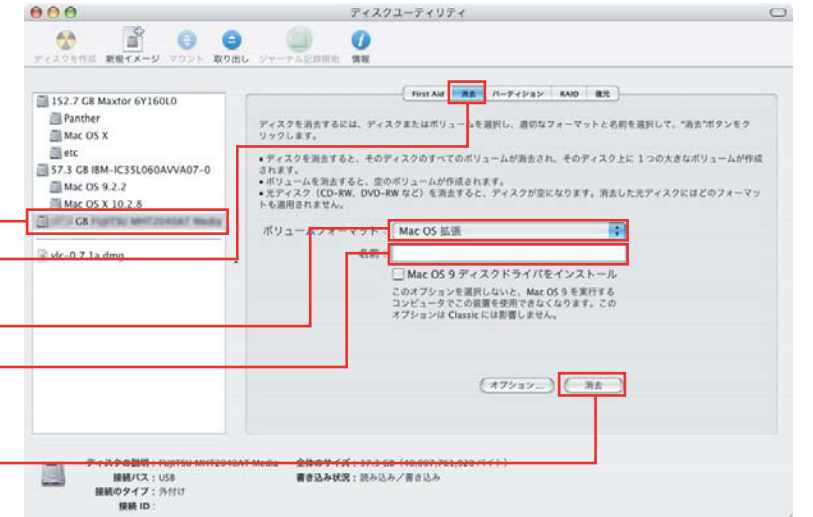 ディスクユーティリティ
ディスクを作成 新規イメージ マウント 取り出し ジャーナル記録開始 情報
First Aid 消去 パーティション RAID 復元
152.7 GB Maxtor 6Y160L0
Panther
Mac OS X
etc
57.3 GB IBM-IC35L060AVVA07-0
Mac OS 9.2.2
Mac OS X 10.2.8
GB FUJITSU MHT2040AT Media
vlc-0.7.1a.dmg
ディスクを消去するには、ディスクまたはボリュームを選択し、適切なフォーマットと名前を選択して、"消去"ボタンをク
リックします。
• ディスクを消去すると、そのディスクのすべてのボリュームが消去され、そのディスク上に 1 つの大きなボリュームが作成
されます。
• ボリュームを消去すると、空のボリュームが作成されます。
• 光ディスク（CD-RW、DVD-RW など）を消去すると、ディスクが空になります。消去した光ディスクにはどのフォーマッ
トも適用されません。
ボリュームフォーマット： Mac OS 拡張
名前：
Mac OS 9 ディスクドライバをインストール
このオプションを選択しないと、Mac OS 9 を実行する
コンピュータでこの装置を使用できなくなります。この
オプションは Classic には影響しません。
オプション... 消去
ディスクの説明：FUJITSU MHT2040AT Media 全体のサイズ：37.3 GB（40,007,761,920 バイト）
接続バス：USB 書き込み状況：読み込み／書き込み
接続のタイプ：外付け
接続 ID：